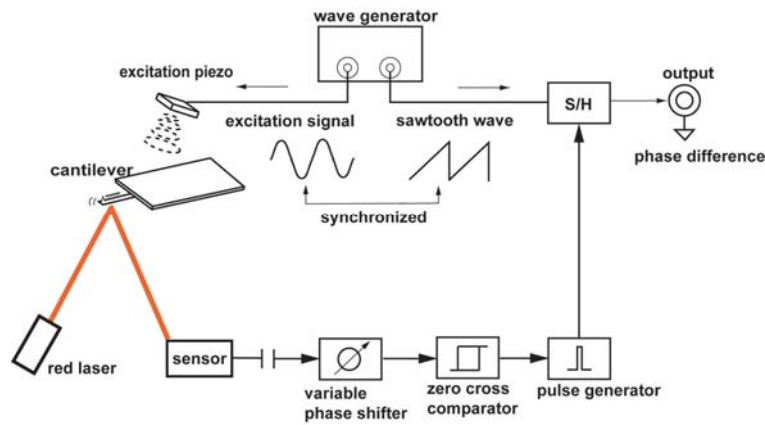 wave generator
excitation piezo
output
S/H
excitation signal
sawtooth wave
phase difference
cantilever
synchronized
sensor
red laser
variable
phase shifter
zero cross
comparator
pulse generator